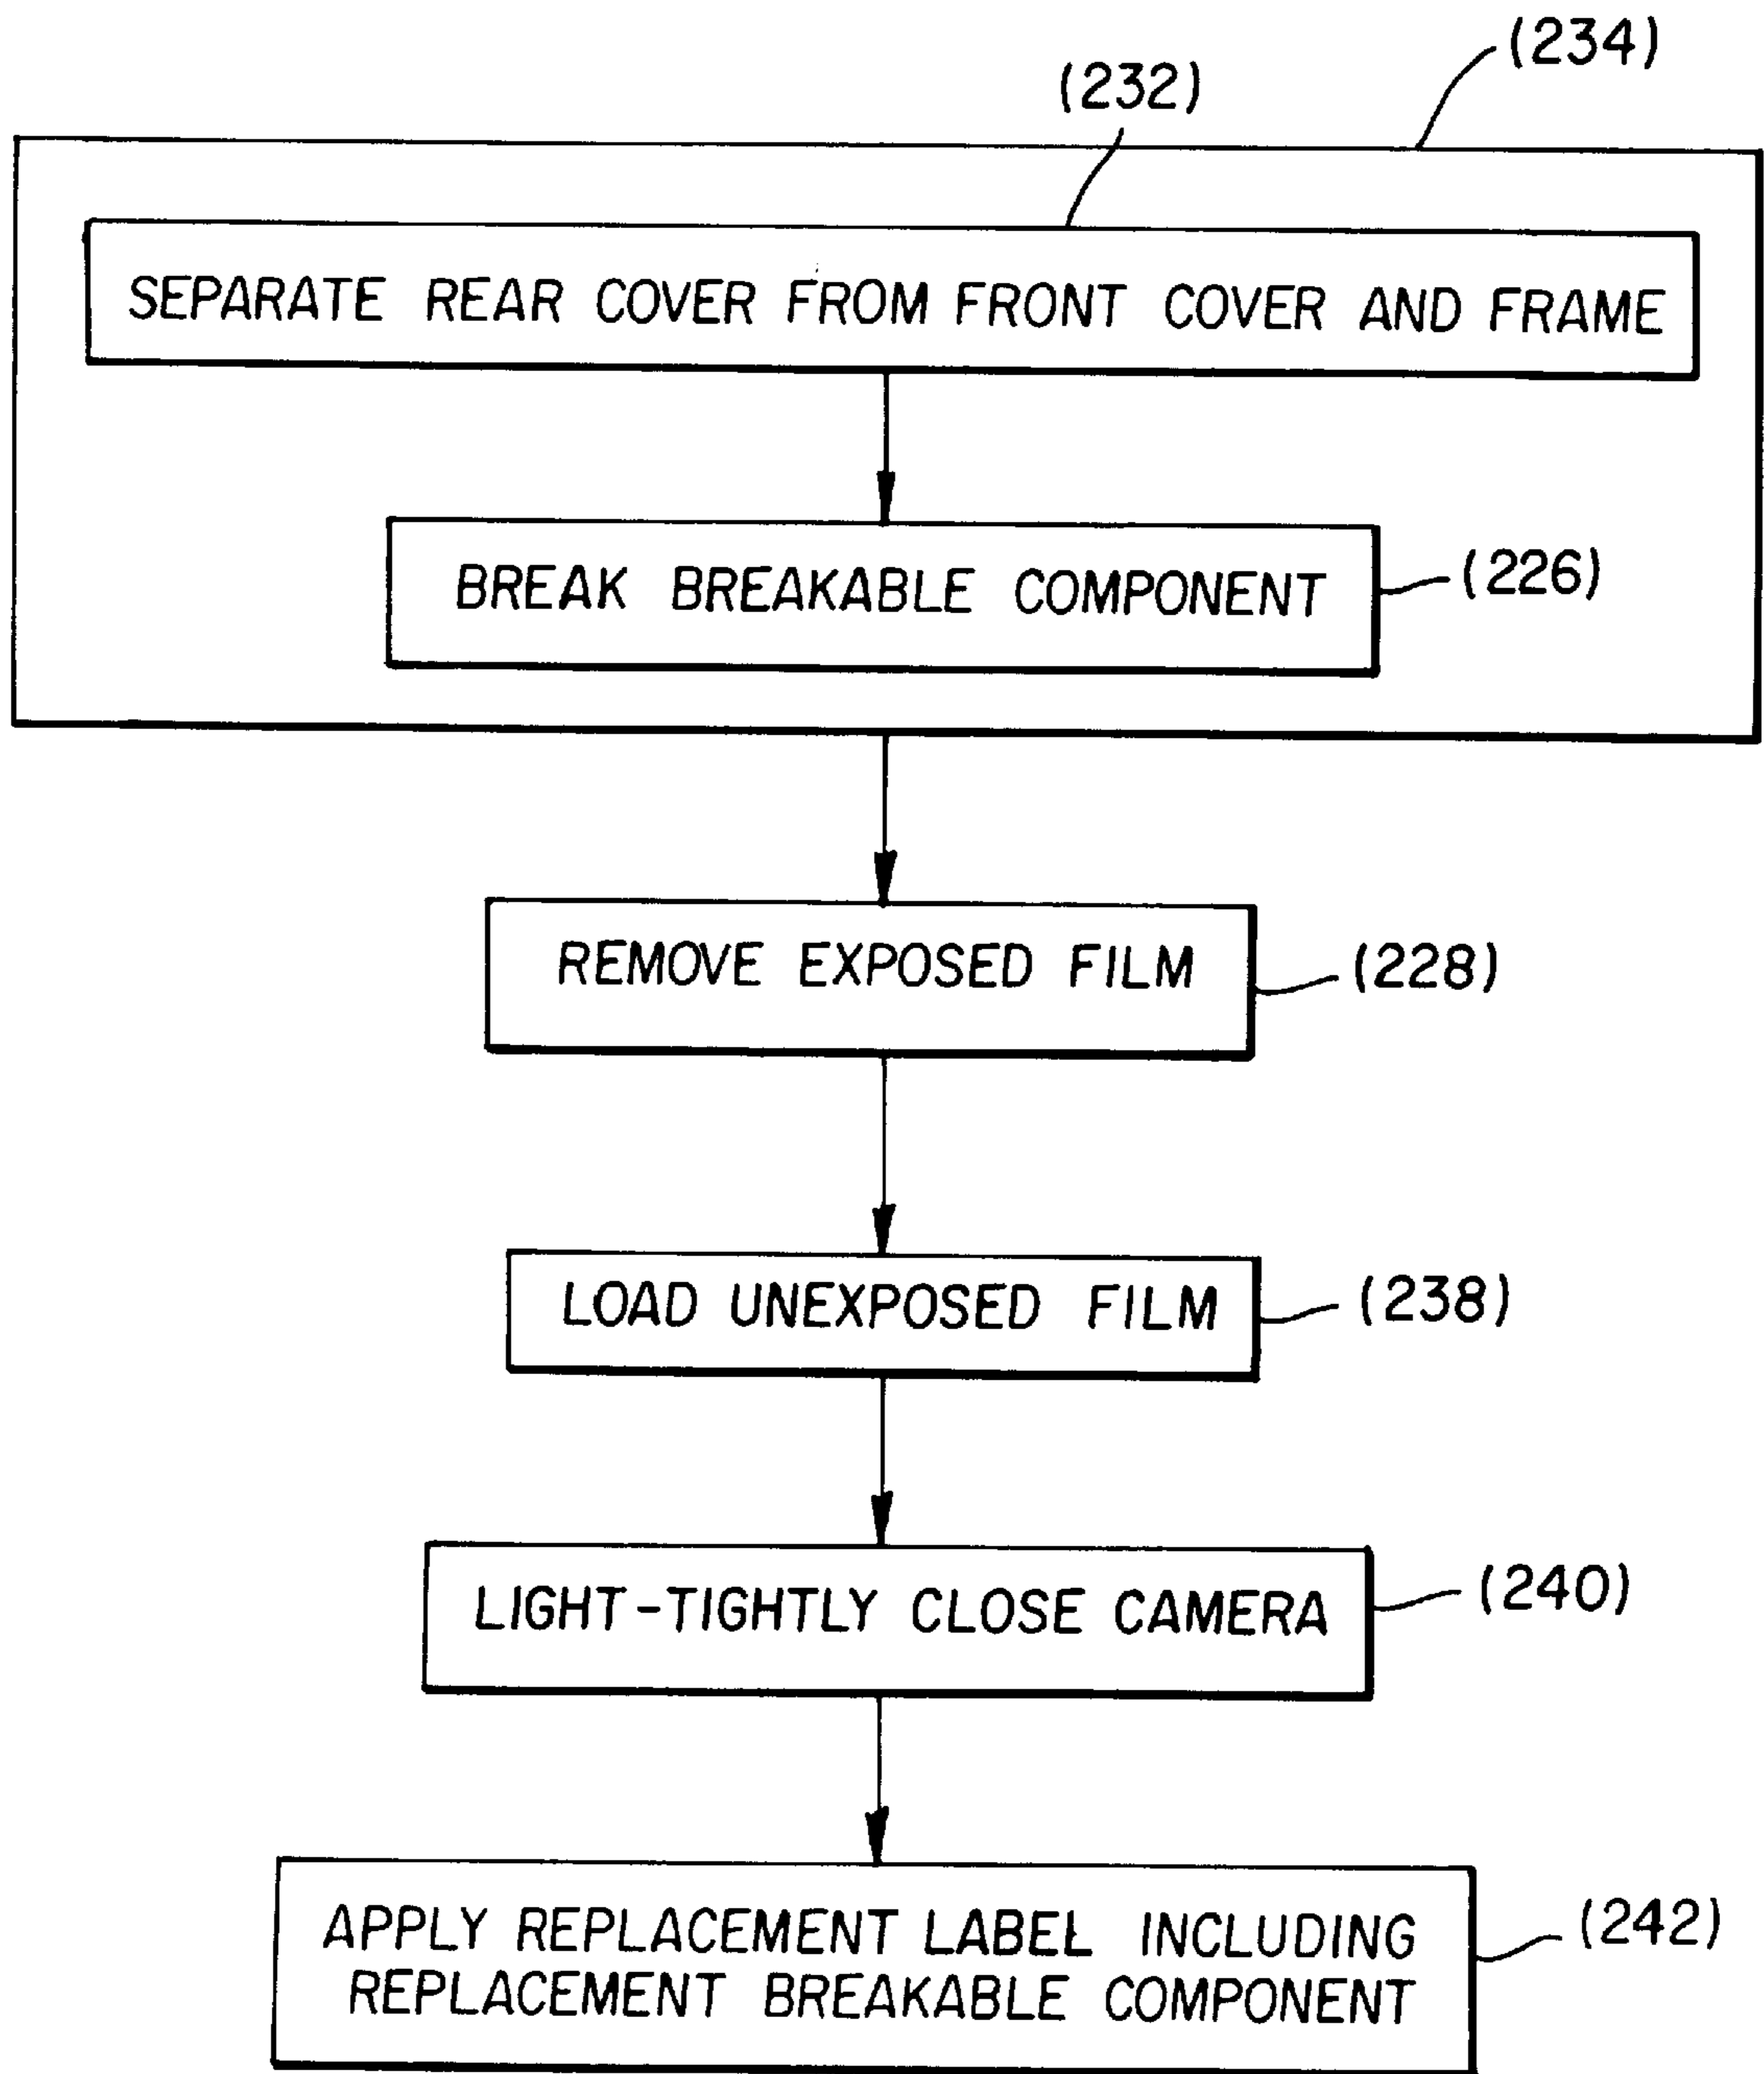 (234)
(232)
SEPARATE REAR COVER FROM FRONT COVER AND FRAME
BREAK BREAKABLE COMPONENT
(226)
REMOVE EXPOSED FILM
(228)
LOAD UNEXPOSED FILM
(238)
LIGHT-TIGHTLY CLOSE CAMERA
(240)
APPLY REPLACEMENT LABEL INCLUDING
REPLACEMENT BREAKABLE COMPONENT
(242)